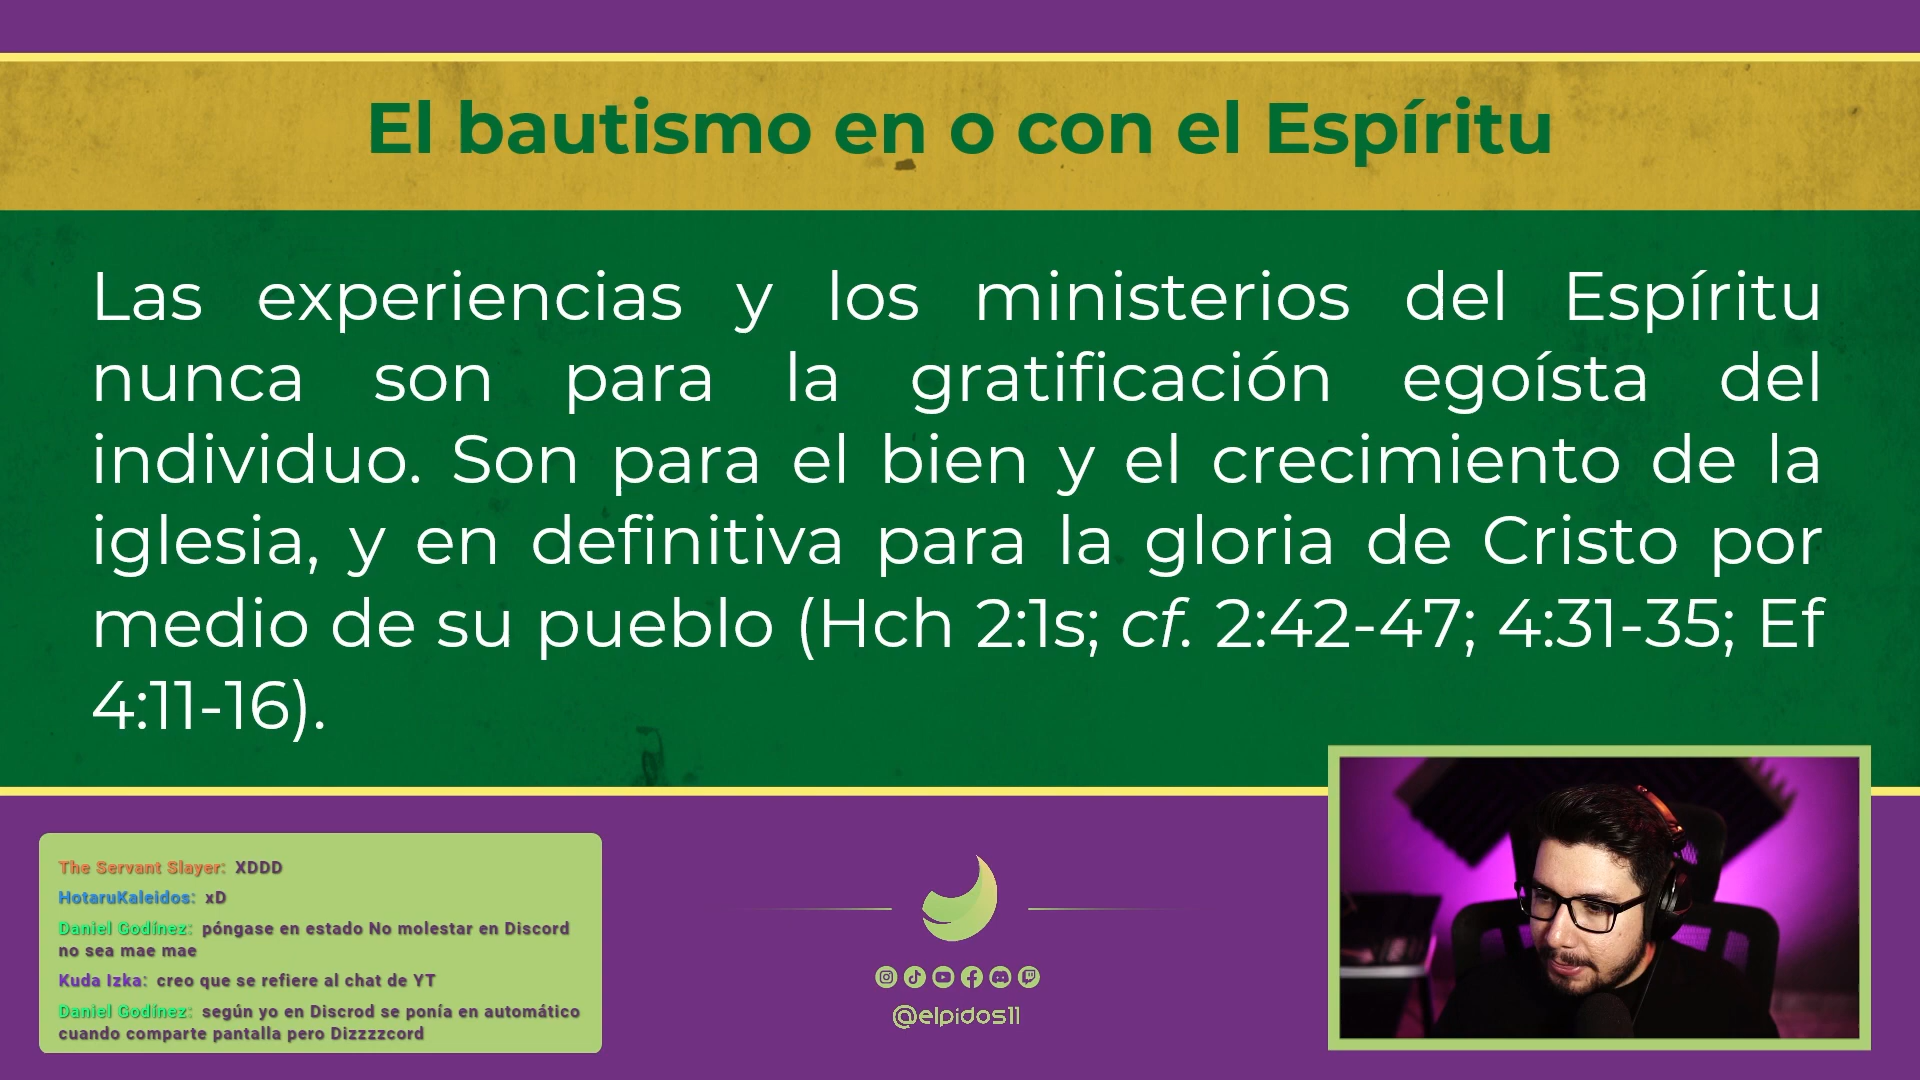 El bautismo en o con el Espíritu
Las experiencias y los ministerios del Espíritu
nunca son para la gratificación egoísta del
individuo. Son para el bien y el crecimiento de la
iglesia, y en definitiva para la gloria de Cristo por
medio de su pueblo (Hch 2:1s; cf. 2:42-47; 4:31-35; Ef
4:11-16).
The Servant Slayer: XDDD
HotaruKaleidos: xD
Daniel Godínez: póngase en estado No molestar en Discord
no sea mae mae
Kuda Izka: creo que se refiere al chat de YT
Daniel Godínez: según yo en Discrod se ponía en automático
cuando comparte pantalla pero Dizzzzcord
@elpidos11